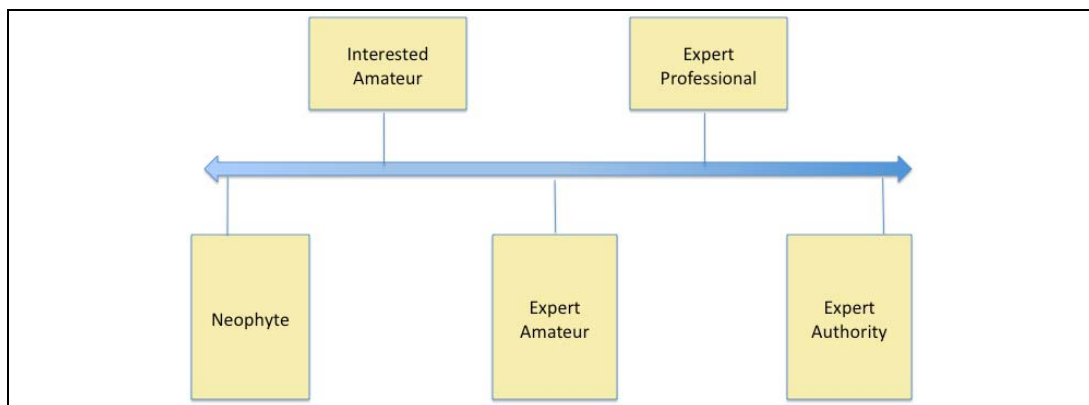 Interested
Amateur
Expert
Professional
Neophyte
Expert
Amateur
Expert
Authority